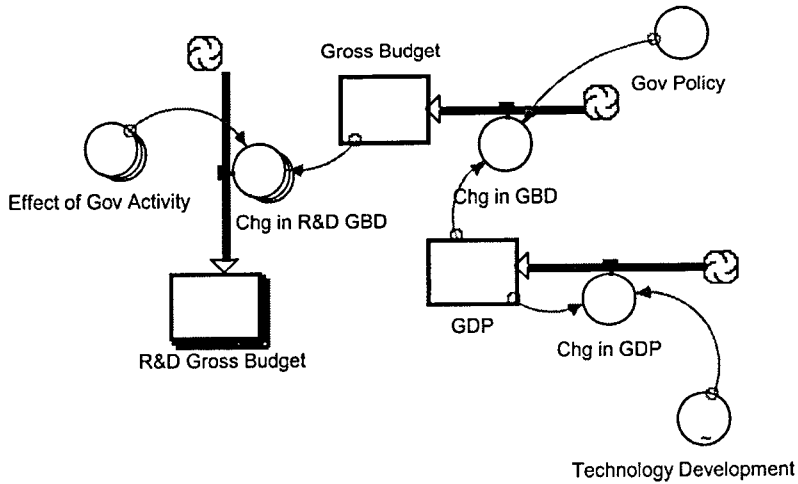 Gross Budget
Gov Policy
Effect of Gov Activity
Chg in R&D GBD
Chg in GBD
GDP
Chg in GDP
R&D Gross Budget
~
Technology Development